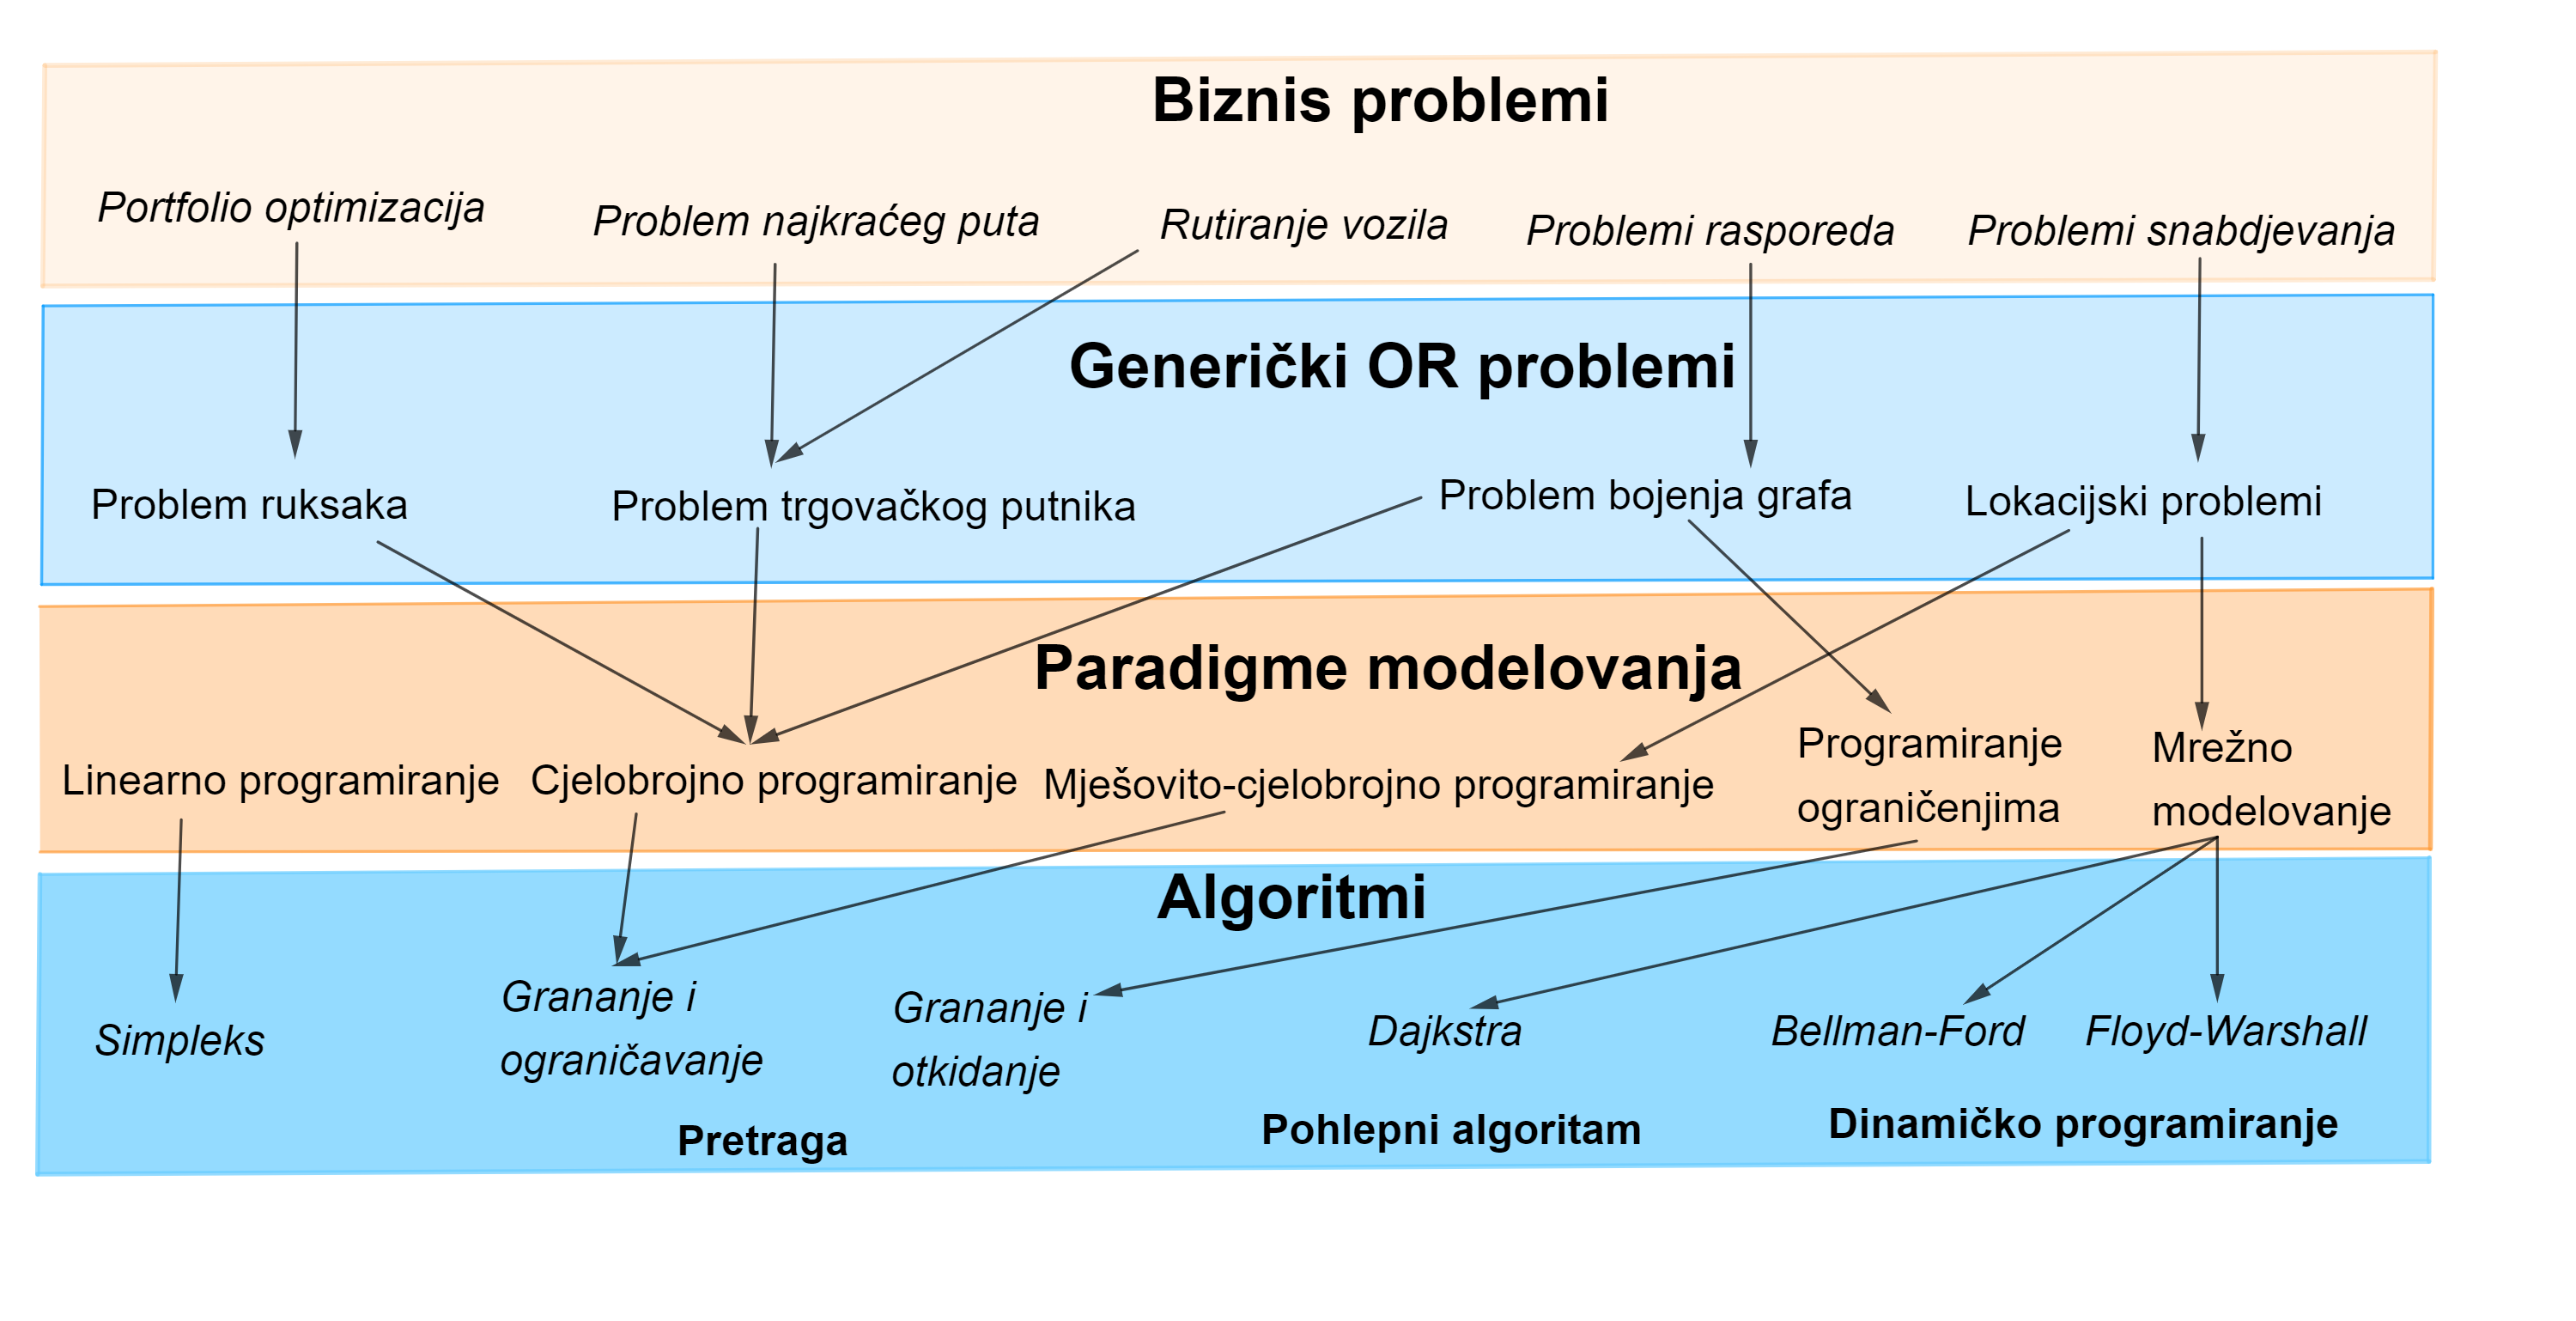 Biznis problemi
Portfolio optimizacija
Problem najkraćeg puta
Rutiranje vozila
Problemi rasporeda
Problemi snabdjevanja
Generički OR problemi
Problem ruksaka
Problem trgovačkog putnika
Problem bojenja grafa
Lokacijski problemi
Paradigme modelovanja
Linearno programiranje
Cjelobrojno programiranje
Mješovito-cjelobrojno programiranje
Programiranje
ograničenjima
Mrežno
modelovanje
Algoritmi
Simpleks
Grananje i
ograničavanje
Grananje i
otkidanje
Dajkstra
Bellman-Ford
Floyd-Warshall
Pretraga
Pohlepni algoritam
Dinamičko programiranje